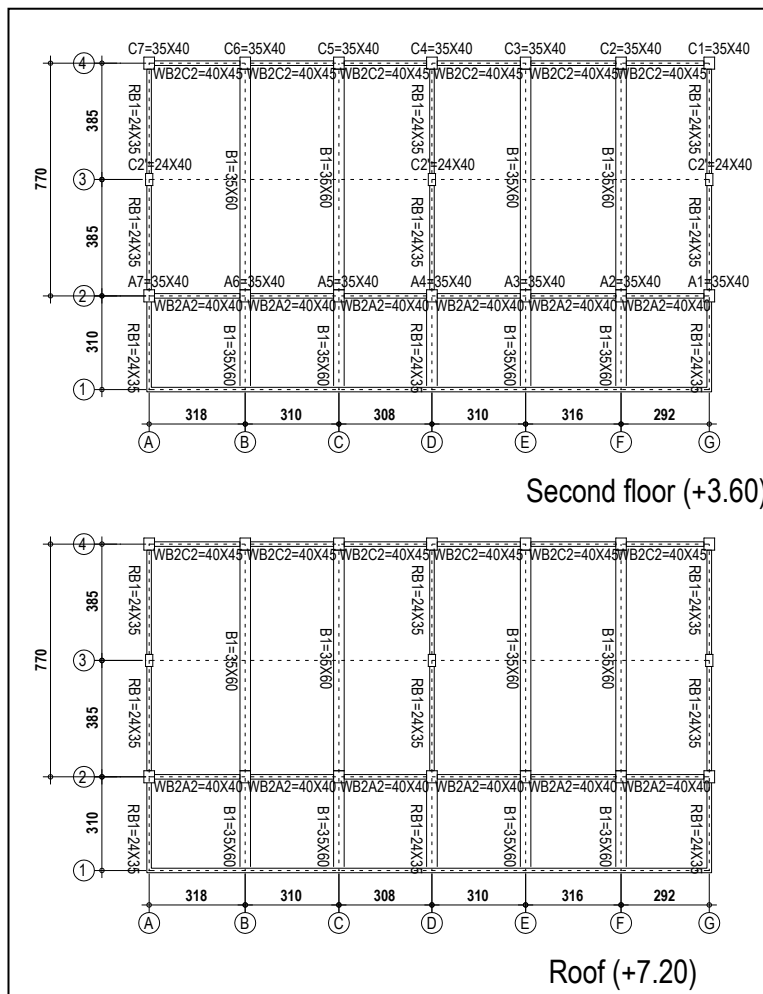 C7=35X40 C6=35X40 C5=35X40 C4=35X40 C3=35X40 C2=35X40 C1=35X40
4
WB2C2=40X45 WB2C2=40X45 WB2C2=40X45 WB2C2=40X45 WB2C2=40X45 WB2C2=40X45
385
RB1=24X35 RB1=24X35 RB1=24X35
B1=35X60 B1=35X60 B1=35X60 B1=35X60
770
C2'=24X40 C2'=24X40 C2'=24X40
3
385
RB1=24X35 RB1=24X35 RB1=24X35
A7=35X40 A6=35X40 A5=35X40 A4=35X40 A3=35X40 A2=35X40 A1=35X40
2
WB2A2=40X40 WB2A2=40X40 WB2A2=40X40 WB2A2=40X40 WB2A2=40X40 WB2A2=40X40
310
RB1=24X35 B1=35X60 B1=35X60 RB1=24X35 B1=35X60 B1=35X60 RB1=24X35
1
318 310 308 310 316 292
A B C D E F G
Second floor (+3.60)
4
WB2C2=40X45 WB2C2=40X45 WB2C2=40X45 WB2C2=40X45 WB2C2=40X45 WB2C2=40X45
385
RB1=24X35 RB1=24X35 RB1=24X35
B1=35X60 B1=35X60 B1=35X60 B1=35X60
770
3
385
RB1=24X35 RB1=24X35 RB1=24X35
2
WB2A2=40X40 WB2A2=40X40 WB2A2=40X40 WB2A2=40X40 WB2A2=40X40 WB2A2=40X40
310
RB1=24X35 B1=35X60 B1=35X60 RB1=24X35 B1=35X60 B1=35X60 RB1=24X35
1
318 310 308 310 316 292
A B C D E F G
Roof (+7.20)